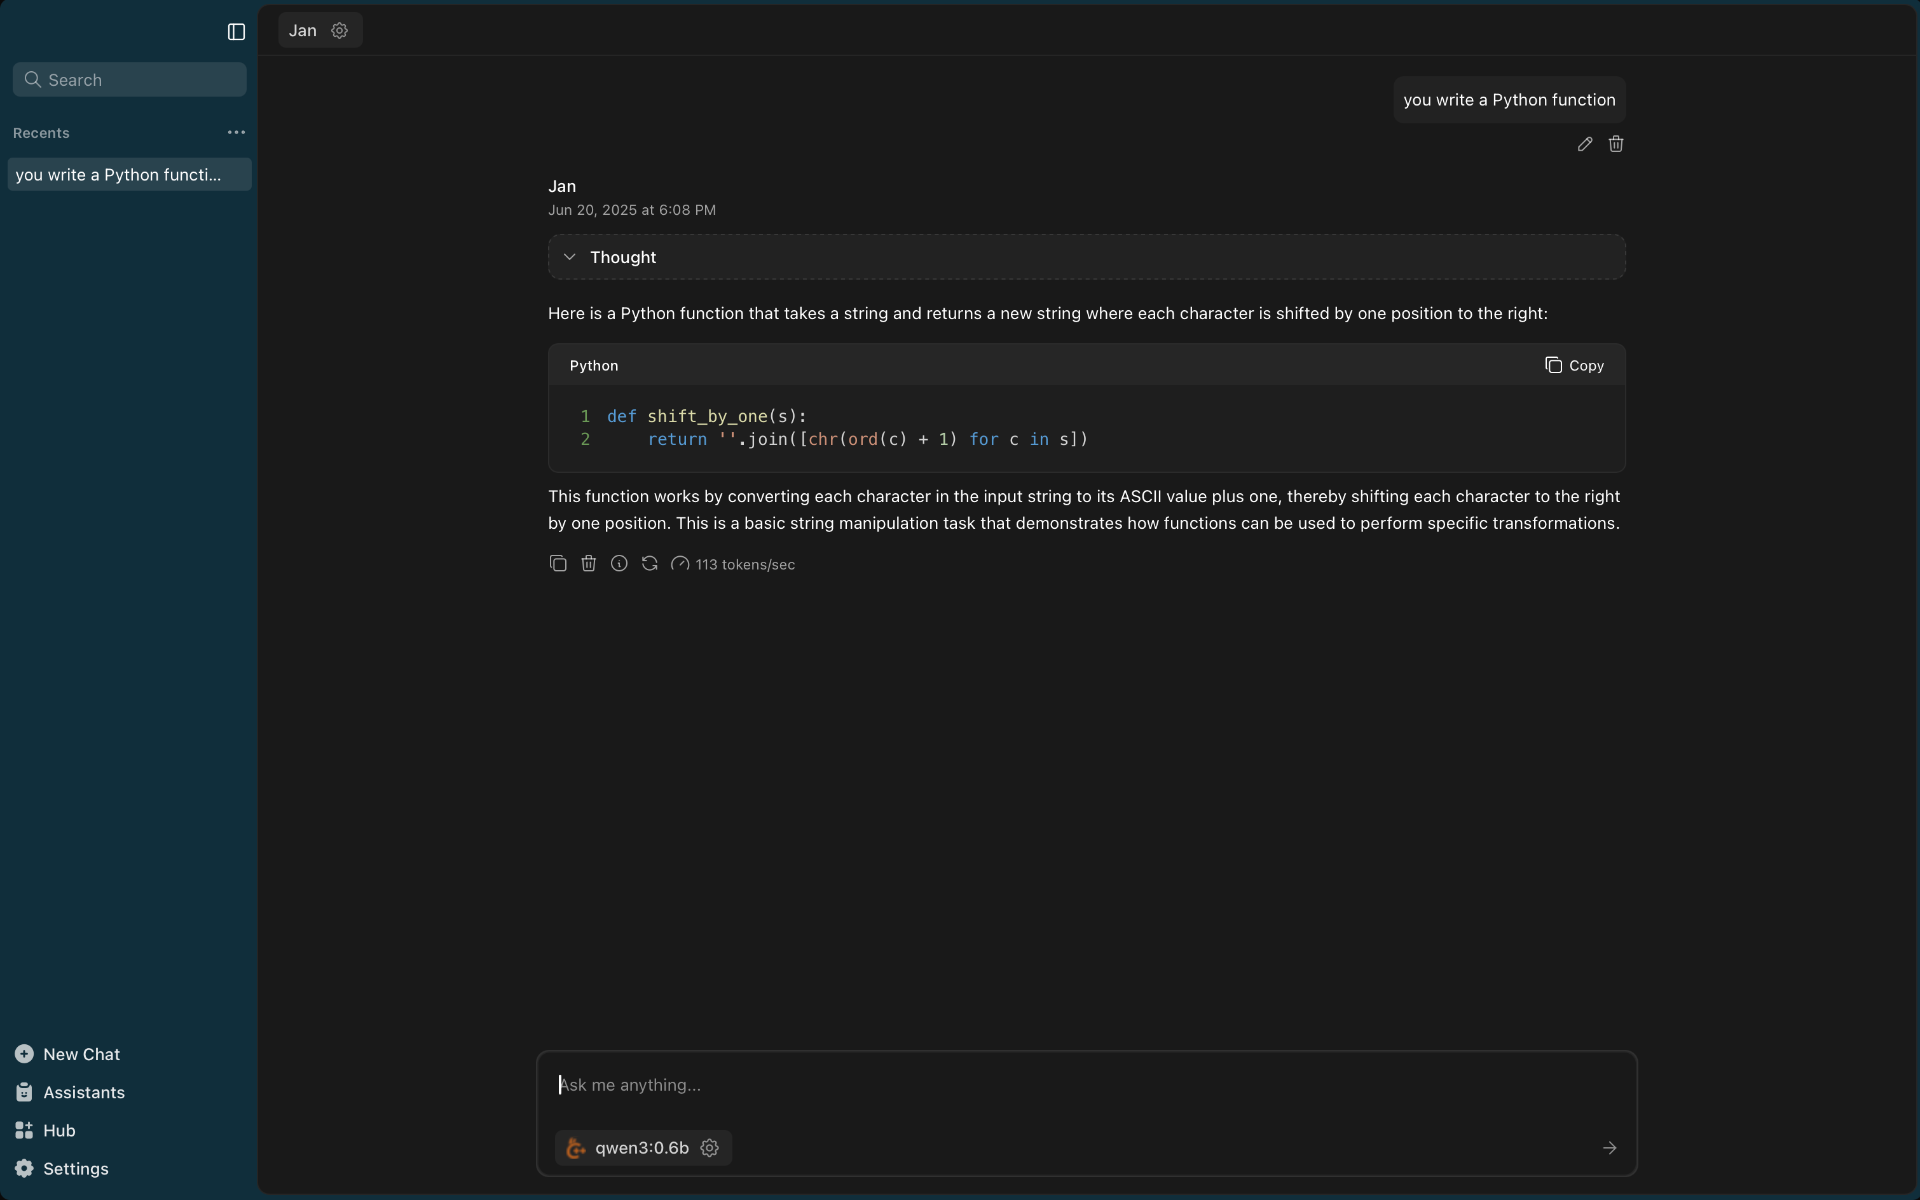 Jan
Search
Recents
you write a Python functi...
New Chat
Assistants
Hub
Settings
you write a Python function
Jan
Jun 20, 2025 at 6:08 PM
Thought
Here is a Python function that takes a string and returns a new string where each character is shifted by one position to the right:
Python
Copy
1 def shift_by_one(s):
2     return ''.join([chr(ord(c) + 1) for c in s])
This function works by converting each character in the input string to its ASCII value plus one, thereby shifting each character to the right
by one position. This is a basic string manipulation task that demonstrates how functions can be used to perform specific transformations.
113 tokens/sec
Ask me anything...
qwen3:0.6b